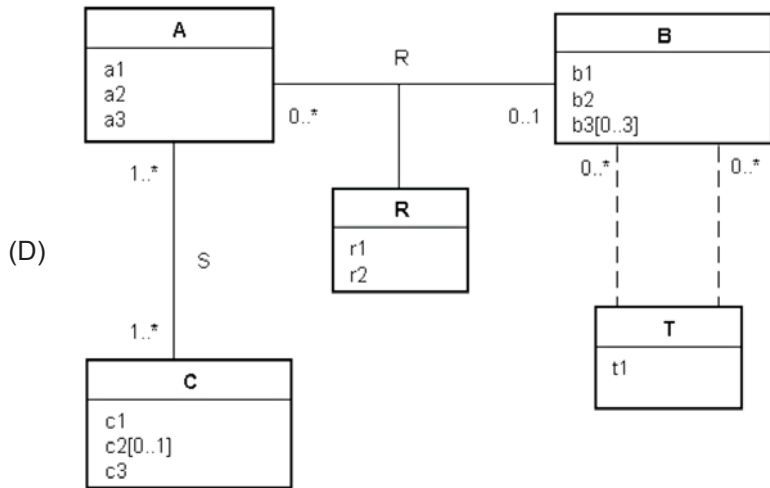 A
a1
a2
a3
R
0..*
0..1
B
b1
b2
b3[0..3]
1..*
0..*
0..*
R
r1
r2
(D)
S
T
t1
1..*
C
c1
c2[0..1]
c3